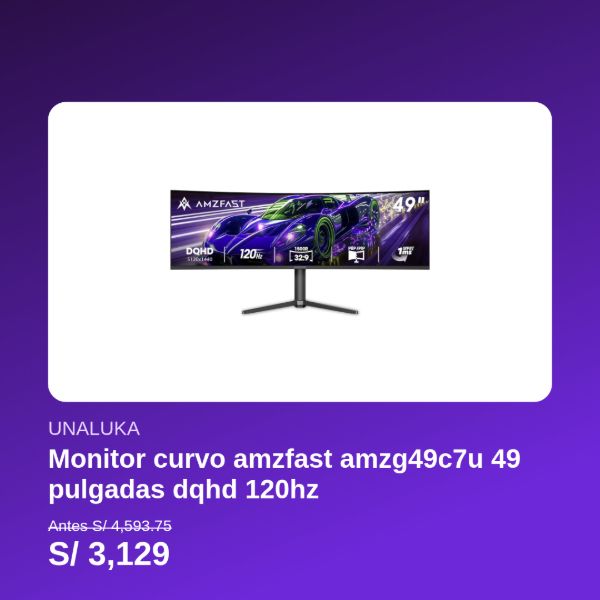 AMZFAST
49"
DQHD
5120x1440
120Hz
32:9
1ms
UNALUKA
Monitor curvo amzfast amzg49c7u 49
pulgadas dqhd 120hz
Antes S/ 4,593.75
S/ 3,129